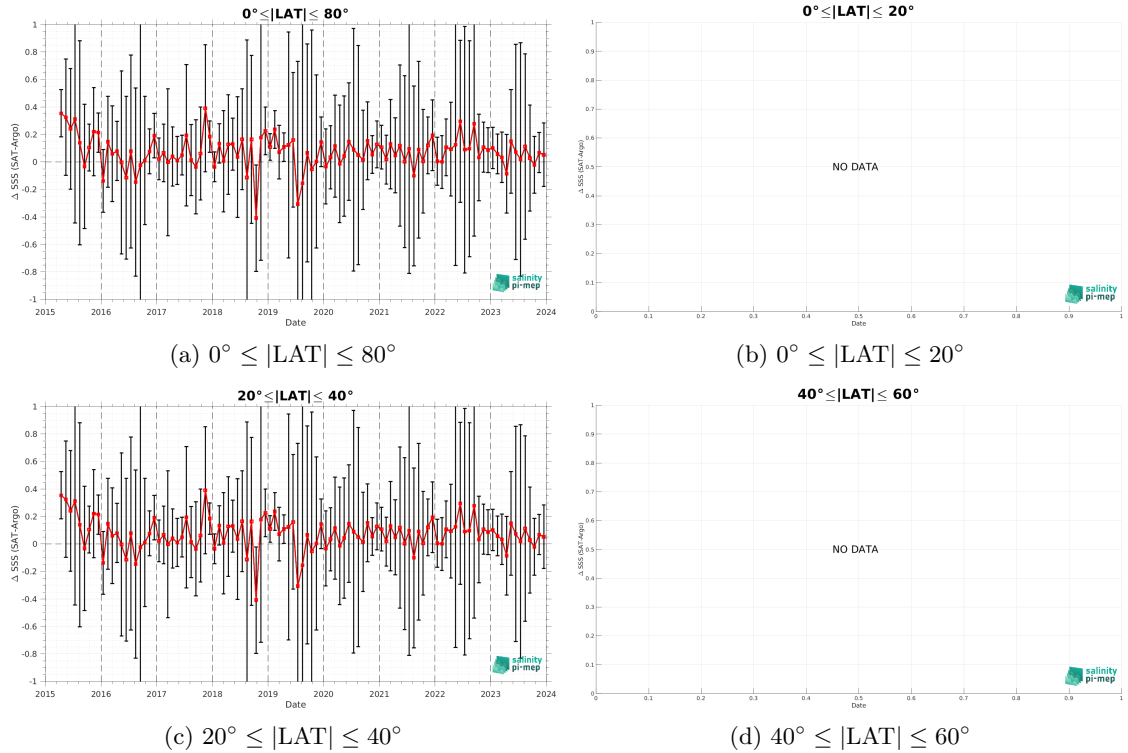 0°≤|LAT|≤ 80°
1
0.8
0.6
0.4
0.2
0
-0.2
-0.4
-0.6
-0.8
-1
Δ SSS (SAT-Argo)
2015 2016 2017 2018 2019 2020 2021 2022 2023 2024
Date
salinity
pi-mep
(a) 0° ≤ |LAT| ≤ 80°
0°≤|LAT|≤ 20°
1
0.9
0.8
0.7
0.6
0.5
0.4
0.3
0.2
0.1
0
Δ SSS (SAT-Argo)
NO DATA
0 0.1 0.2 0.3 0.4 0.5 0.6 0.7 0.8 0.9 1
Date
salinity
pi-mep
(b) 0° ≤ |LAT| ≤ 20°
20°≤|LAT|≤ 40°
1
0.8
0.6
0.4
0.2
0
-0.2
-0.4
-0.6
-0.8
-1
Δ SSS (SAT-Argo)
2015 2016 2017 2018 2019 2020 2021 2022 2023 2024
Date
salinity
pi-mep
(c) 20° ≤ |LAT| ≤ 40°
40°≤|LAT|≤ 60°
1
0.9
0.8
0.7
0.6
0.5
0.4
0.3
0.2
0.1
0
Δ SSS (SAT-Argo)
NO DATA
0 0.1 0.2 0.3 0.4 0.5 0.6 0.7 0.8 0.9 1
Date
salinity
pi-mep
(d) 40° ≤ |LAT| ≤ 60°